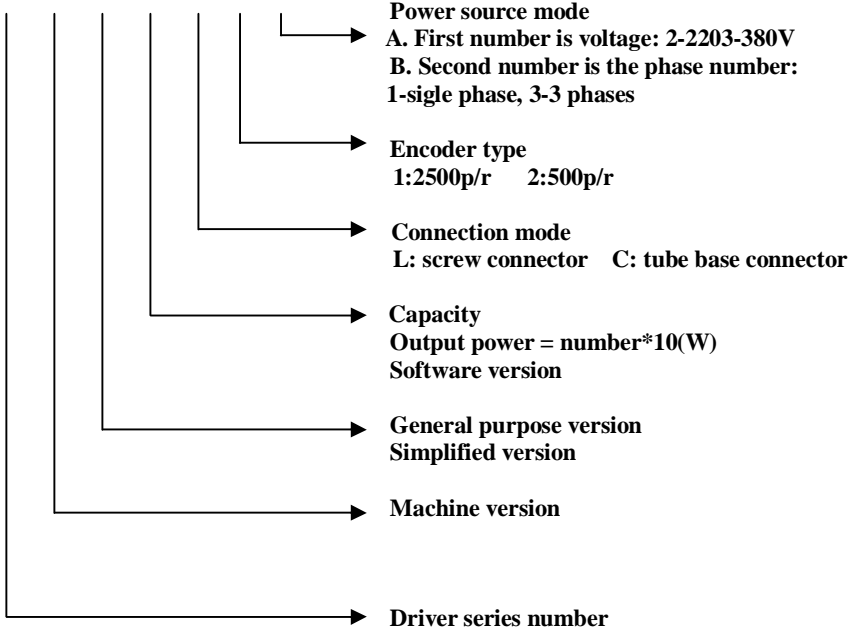 Power source mode
A. First number is voltage: 2-2203-380V
B. Second number is the phase number:
1-sigle phase, 3-3 phases
Encoder type
1:2500p/r 2:500p/r
Connection mode
L: screw connector C: tube base connector
Capacity
Output power = number*10(W)
Software version
General purpose version
Simplified version
Machine version
Driver series number